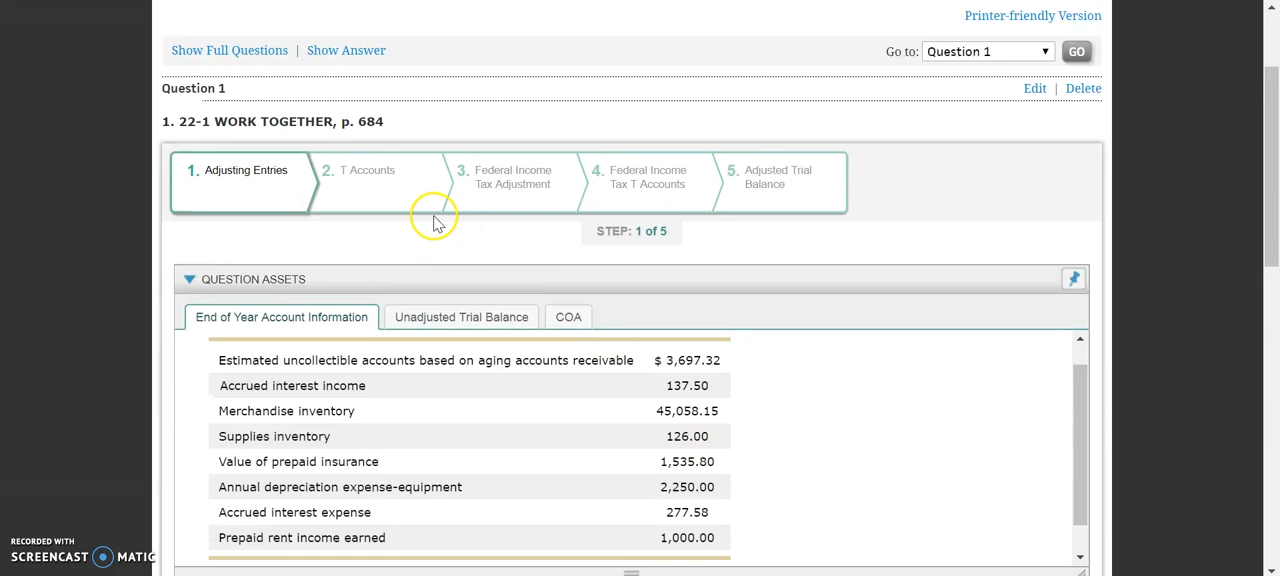 Printer-friendly Version
Show Full Questions | Show Answer
Go to: Question 1 GO
Question 1
Edit | Delete
1. 22-1 WORK TOGETHER, p. 684
1. Adjusting Entries
2. T Accounts
3. Federal Income Tax Adjustment
4. Federal Income Tax T Accounts
5. Adjusted Trial Balance
STEP: 1 of 5
QUESTION ASSETS
End of Year Account Information
Unadjusted Trial Balance
COA
Estimated uncollectible accounts based on aging accounts receivable $ 3,697.32
Accrued interest income 137.50
Merchandise inventory 45,058.15
Supplies inventory 126.00
Value of prepaid insurance 1,535.80
Annual depreciation expense-equipment 2,250.00
Accrued interest expense 277.58
Prepaid rent income earned 1,000.00
RECORDED WITH
SCREENCAST MATIC